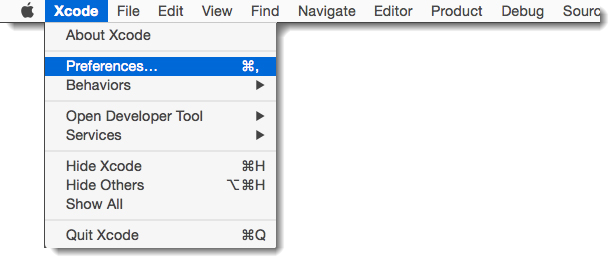 Xcode File Edit View Find Navigate Editor Product Debug Sourc
About Xcode
Preferences... ⌘,
Behaviors ▶
Open Developer Tool ▶
Services ▶
Hide Xcode ⌘H
Hide Others ⌥⌘H
Show All
Quit Xcode ⌘Q